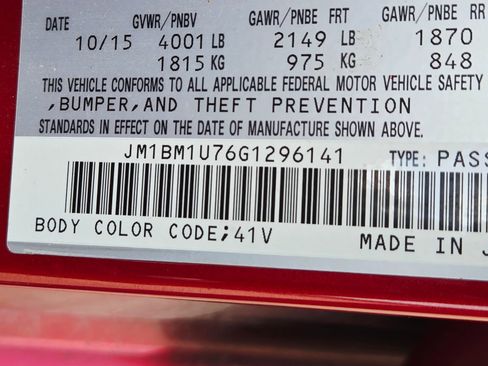 DATE GVWR/PNBV GAWR/PNBE FRT GAWR/PNBE RR
10/15 4001 LB 2149 LB 1870
1815 KG 975 KG 848
THIS VEHICLE CONFORMS TO ALL APPLICABLE FEDERAL MOTOR VEHICLE SAFETY
,BUMPER,AND THEFT PREVENTION
STANDARDS IN EFFECT ON THE DATE OF MANUFACTURE SHOWN ABOVE.
JM1BM1U76G1296141 TYPE: PASS
BODY COLOR CODE;41V MADE IN J